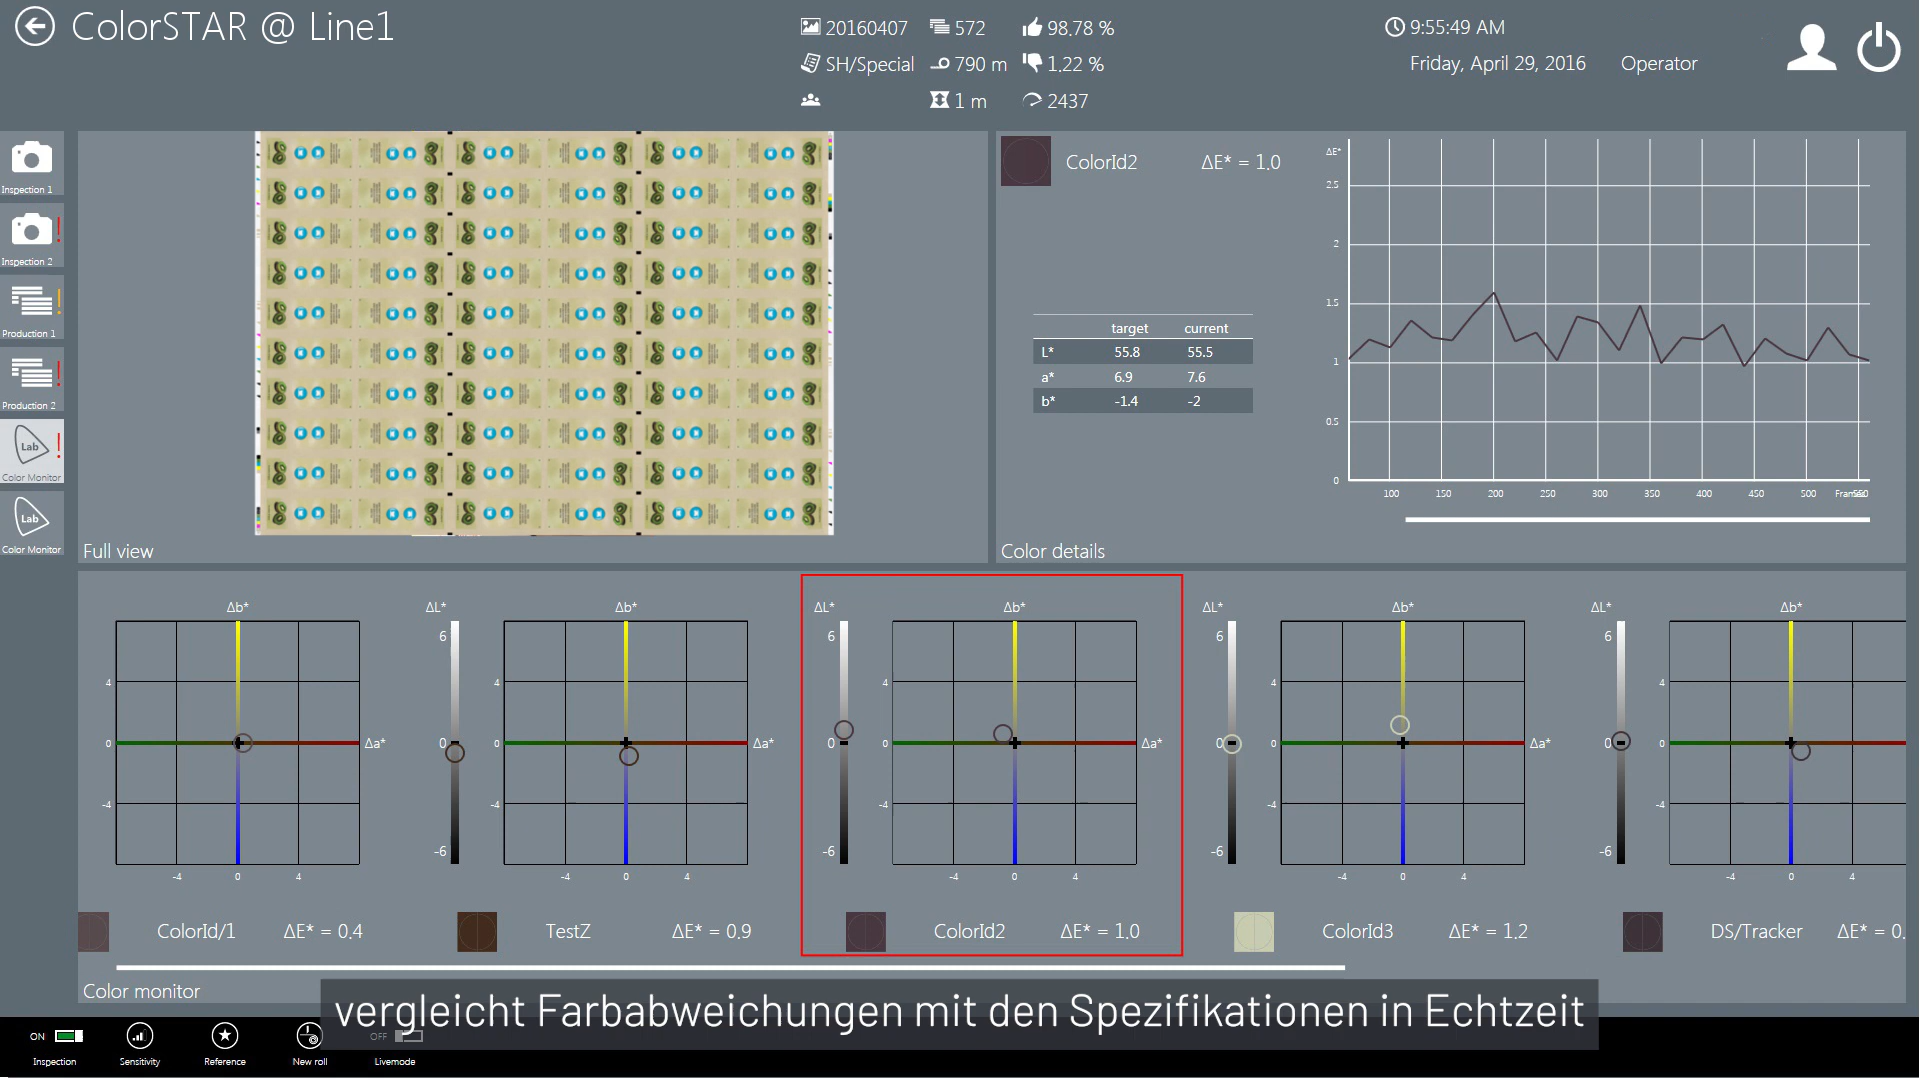 ColorSTAR @ Line1
20160407
572
98.78 %
SH/Special
790 m
1.22 %
1 m
2437
9:55:49 AM
Friday, April 29, 2016
Operator
Inspection 1
Inspection 2
Production 1
Production 2
Lab
Color Monitor
Lab
Color Monitor
Full view
ColorId2 ΔE* = 1.0
target current
L* 55.8 55.5
a* 6.9 7.6
b* -1.4 -2
ΔE*
2.5
2
1.5
1
0.5
0
100 150 200 250 300 350 400 450 500
Color details
Δb*
4
0
-4
Δa*
-4 0 4
ColorId/1 ΔE* = 0.4
ΔL*
6
0
-6
Δb*
4
0
-4
Δa*
-4 0 4
TestZ ΔE* = 0.9
ΔL*
6
0
-6
Δb*
4
0
-4
Δa*
-4 0 4
ColorId2 ΔE* = 1.0
ΔL*
6
0
-6
Δb*
4
0
-4
Δa*
-4 0 4
ColorId3 ΔE* = 1.2
ΔL*
6
0
-6
Δb*
4
0
-4
-4 0 4
DS/Tracker ΔE* = 0.
Color monitor
vergleicht Farbabweichungen mit den Spezifikationen in Echtzeit
ON
Inspection
Sensitivity
Reference
New roll
OFF
Livemode